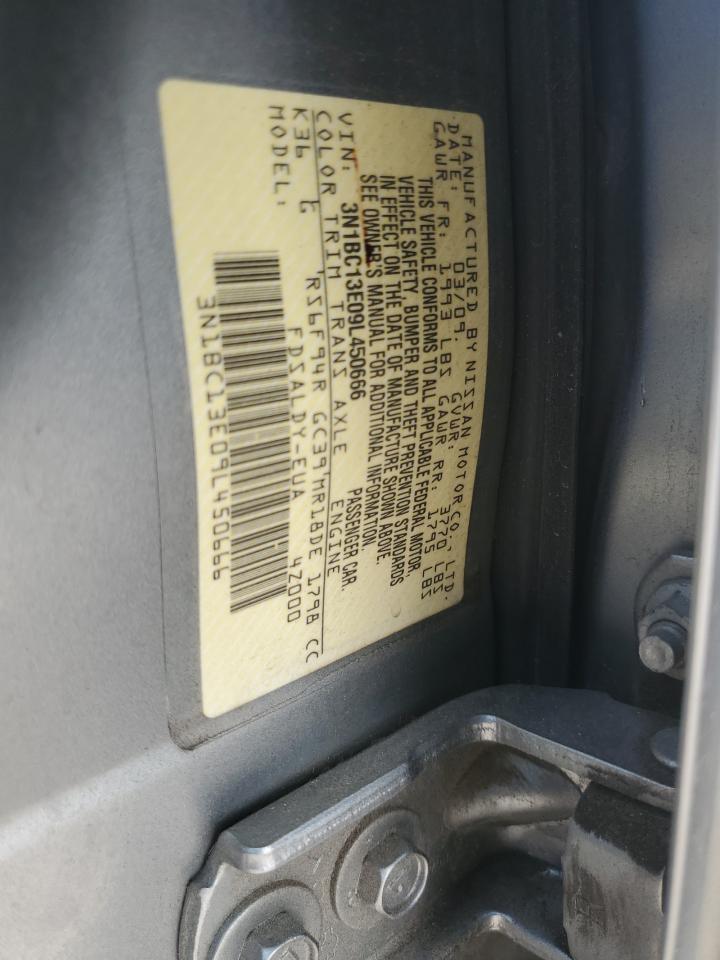 MANUFACTURED BY NISSAN MOTOR CO., LTD.
DATE: 03/09. GVWR: 3770 LBS
GAWR FR: 1993 LBS GAWR RR: 1795 LBS
THIS VEHICLE CONFORMS TO ALL APPLICABLE FEDERAL MOTOR
VEHICLE SAFETY, BUMPER AND THEFT PREVENTION STANDARDS
IN EFFECT ON THE DATE OF MANUFACTURE SHOWN ABOVE.
SEE OWNER'S MANUAL FOR ADDITIONAL INFORMATION.
VIN: 3N1BC13E09L450666 PASSENGER CAR.
COLOR TRIM TRANS AXLE ENGINE
K36 G RS6F94R GC39 MR18DE 1798 CC
MODEL: FDSALDY-EUA 4Z000
3N1BC13E09L450666